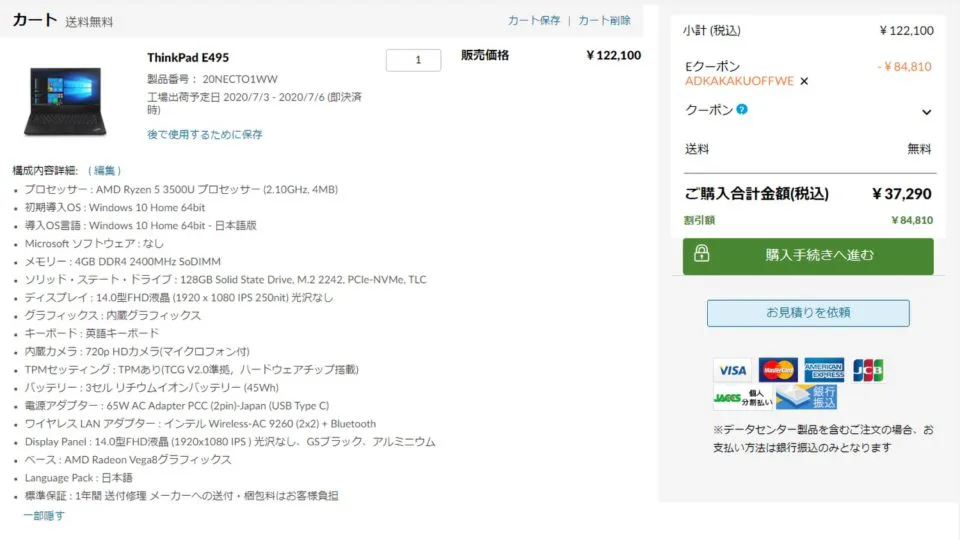 カート 送料無料
カート保存 | カート削除
ThinkPad E495
製品番号： 20NECTO1WW
工場出荷予定日 2020/7/3 - 2020/7/6 (即決済
時)
後で使用するために保存
1
販売価格
¥122,100
構成内容詳細: ( 編集 )
プロセッサー : AMD Ryzen 5 3500U プロセッサー (2.10GHz, 4MB)
初期導入OS : Windows 10 Home 64bit
導入OS言語 : Windows 10 Home 64bit - 日本語版
Microsoft ソフトウェア : なし
メモリー : 4GB DDR4 2400MHz SoDIMM
ソリッド・ステート・ドライブ : 128GB Solid State Drive, M.2 2242, PCIe-NVMe, TLC
ディスプレイ : 14.0型FHD液晶 (1920 x 1080 IPS 250nit) 光沢なし
グラフィックス : 内蔵グラフィックス
キーボード : 英語キーボード
内蔵カメラ : 720p HDカメラ(マイクロフォン付)
TPMセッティング : TPMあり(TCG V2.0準拠，ハードウェアチップ搭載)
バッテリー : 3セル リチウムイオンバッテリー (45Wh)
電源アダプター : 65W AC Adapter PCC (2pin)-Japan (USB Type C)
ワイヤレス LAN アダプター : インテル Wireless-AC 9260 (2x2) + Bluetooth
Display Panel : 14.0型FHD液晶 (1920x1080 IPS ) 光沢なし、GSブラック、アルミニウム
ベース : AMD Radeon Vega8グラフィックス
Language Pack : 日本語
標準保証 : 1年間 送付修理 メーカーへの送付・梱包料はお客様負担
一部隠す
小計 (税込) ¥122,100
Eクーポン - ¥84,810
ADKAKAKUOFFWE ×
クーポン ?
送料 無料
ご購入合計金額(税込) ¥37,290
割引額 ¥84,810
購入手続きへ進む
お見積りを依頼
VISA MasterCard AMERICAN EXPRESS JCB
JACCS 個人分割払い 銀行振込
※データセンター製品を含むご注文の場合、お
支払い方法は銀行振込のみとなります